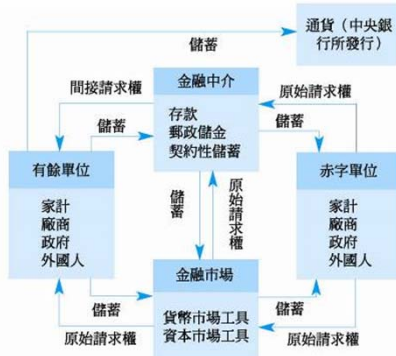 通貨（中央銀
行所發行）
儲蓄
金融中介
間接請求權
原始請求權
存款
郵政儲金
契約性儲蓄
儲蓄
儲蓄
有餘單位
赤字單位
儲蓄
原始請求權
家計
廠商
政府
外國人
家計
廠商
政府
外國人
金融市場
儲蓄
儲蓄
貨幣市場工具
資本市場工具
原始請求權
原始請求權